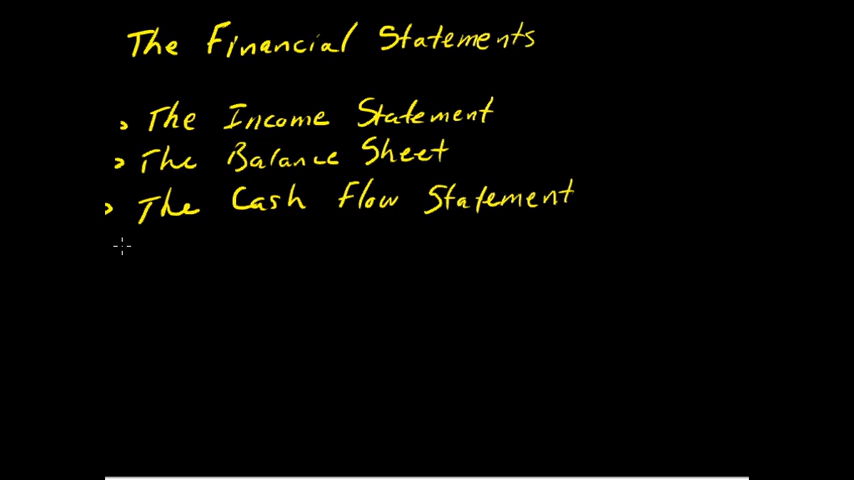 The Financial Statements
> The Income Statement
> The Balance Sheet
> The Cash Flow Statement